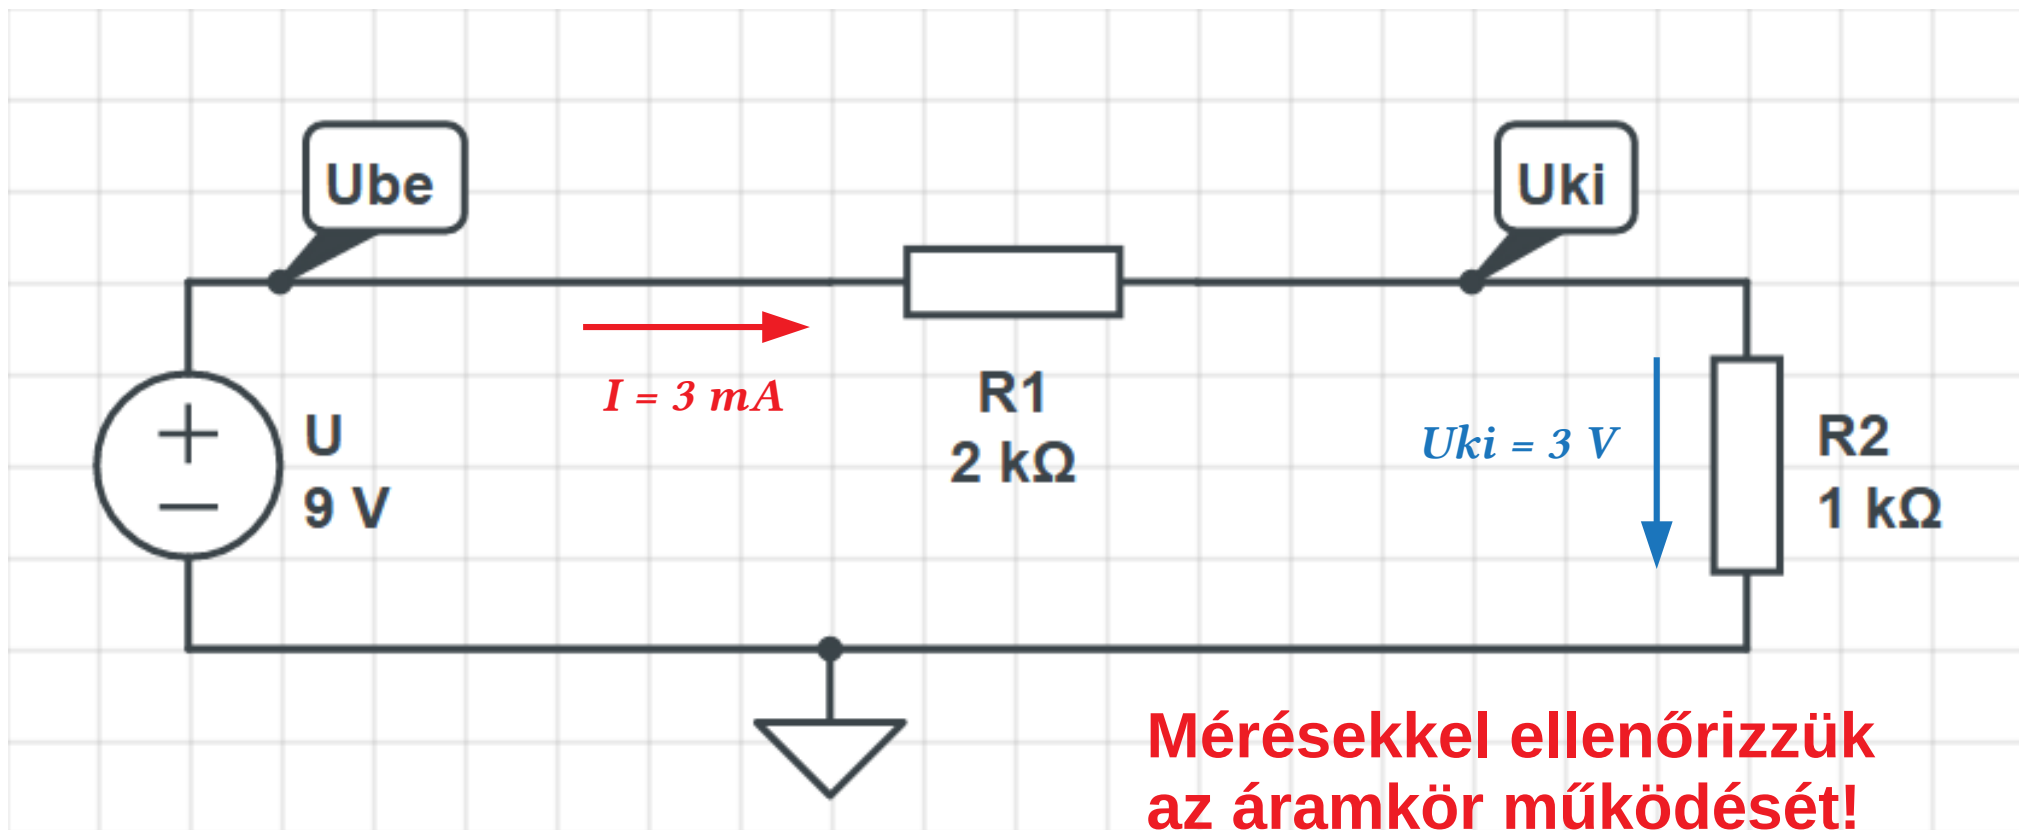 Ube
Uki
I = 3 mA
R1
2 kΩ
U
9 V
Uki = 3 V
R2
1 kΩ
Mérésekkel ellenőrizzük
az áramkör működését!